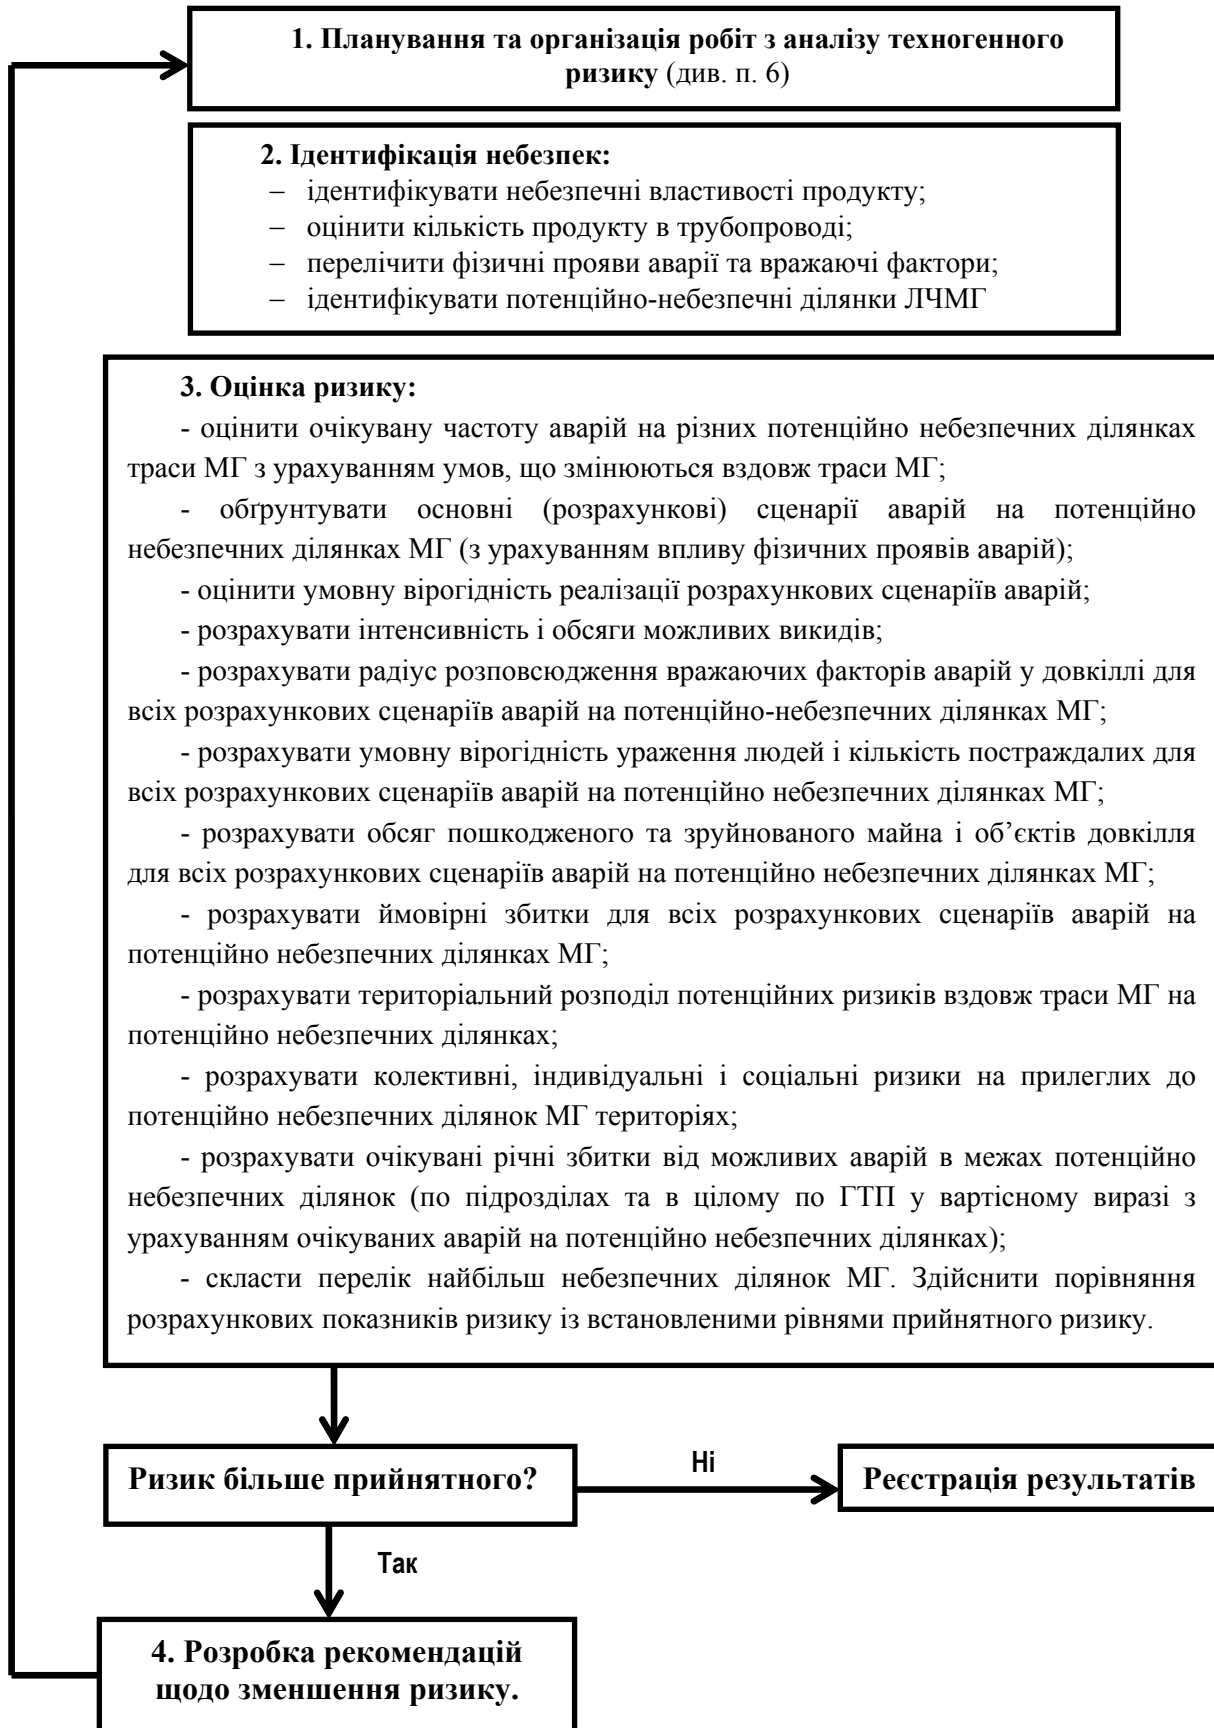 1. Планування та організація робіт з аналізу техногенного
ризику (див. п. 6)
2. Ідентифікація небезпек:
– ідентифікувати небезпечні властивості продукту;
– оцінити кількість продукту в трубопроводі;
– перелічити фізичні прояви аварії та вражаючі фактори;
– ідентифікувати потенційно-небезпечні ділянки ЛЧМГ
3. Оцінка ризику:
- оцінити очікувану частоту аварій на різних потенційно небезпечних ділянках
траси МГ з урахуванням умов, що змінюються вздовж траси МГ;
- обґрунтувати основні (розрахункові) сценарії аварій на потенційно
небезпечних ділянках МГ (з урахуванням впливу фізичних проявів аварій);
- оцінити умовну вірогідність реалізації розрахункових сценаріїв аварій;
- розрахувати інтенсивність і обсяги можливих викидів;
- розрахувати радіус розповсюдження вражаючих факторів аварій у довкіллі для
всіх розрахункових сценаріїв аварій на потенційно-небезпечних ділянках МГ;
- розрахувати умовну вірогідність ураження людей і кількість постраждалих для
всіх розрахункових сценаріїв аварій на потенційно небезпечних ділянках МГ;
- розрахувати обсяг пошкодженого та зруйнованого майна і об’єктів довкілля
для всіх розрахункових сценаріїв аварій на потенційно небезпечних ділянках МГ;
- розрахувати ймовірні збитки для всіх розрахункових сценаріїв аварій на
потенційно небезпечних ділянках МГ;
- розрахувати територіальний розподіл потенційних ризиків вздовж траси МГ на
потенційно небезпечних ділянках;
- розрахувати колективні, індивідуальні і соціальні ризики на прилеглих до
потенційно небезпечних ділянок МГ територіях;
- розрахувати очікувані річні збитки від можливих аварій в межах потенційно
небезпечних ділянок (по підрозділах та в цілому по ГТП у вартісному виразі з
урахуванням очікуваних аварій на потенційно небезпечних ділянках);
- скласти перелік найбільш небезпечних ділянок МГ. Здійснити порівняння
розрахункових показників ризику із встановленими рівнями прийнятного ризику.
Ризик більше прийнятного?
Ні
Реєстрація результатів
Так
4. Розробка рекомендацій
щодо зменшення ризику.